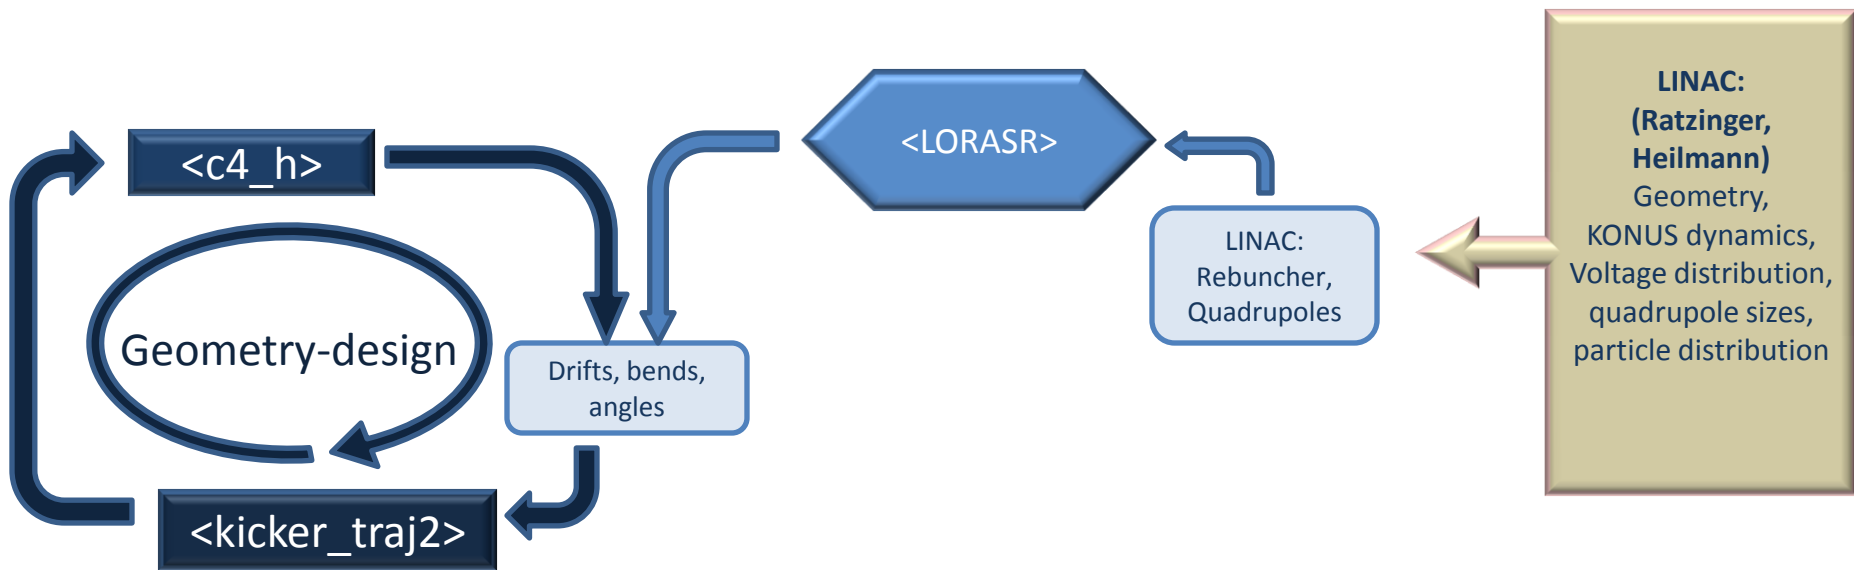 <c4_h>
Geometry-design
<kicker_traj2>
Drifts, bends,
angles
<LORASR>
LINAC:
Rebuncher,
Quadrupoles
LINAC:
(Ratzinger,
Heilmann)
Geometry,
KONUS dynamics,
Voltage distribution,
quadrupole sizes,
particle distribution